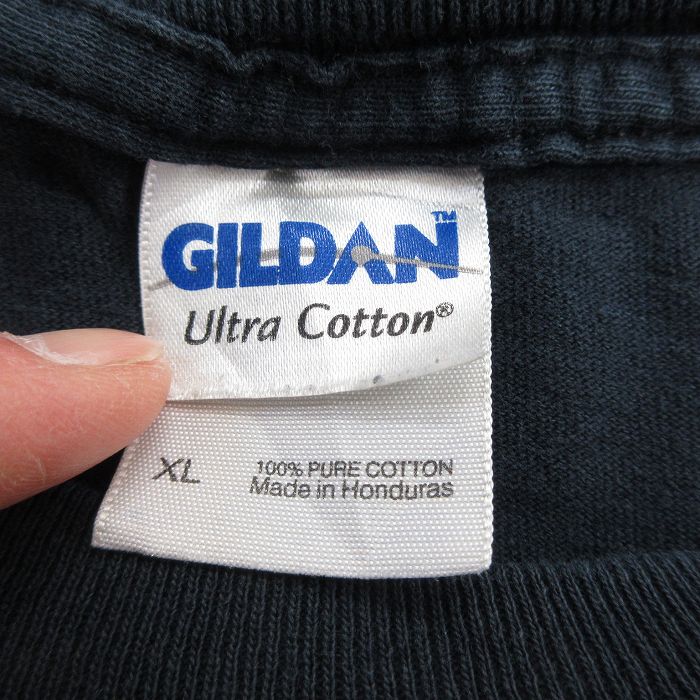 GILDAN™
Ultra Cotton®
XL
100% PURE COTTON
Made in Honduras